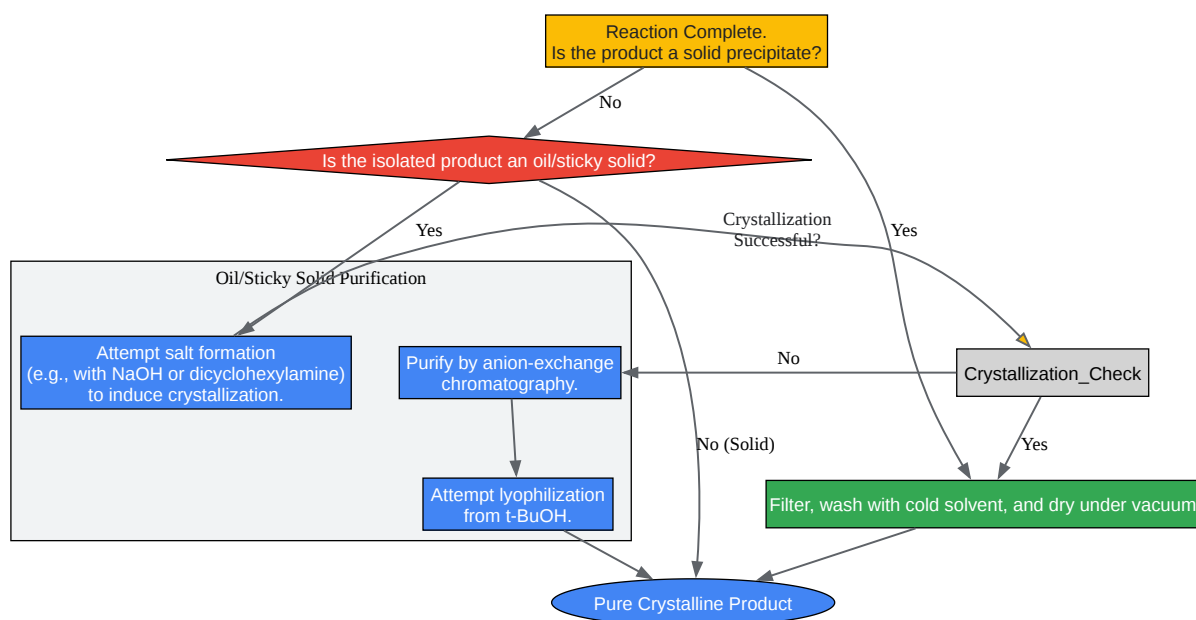 Reaction Complete.
Is the product a solid precipitate?
No
Is the isolated product an oil/sticky solid?
Crystallization
Successful?
Yes
Yes
Oil/Sticky Solid Purification
Attempt salt formation
(e.g., with NaOH or dicyclohexylamine)
to induce crystallization.
Purify by anion-exchange
chromatography.
No
Crystallization_Check
No (Solid)
Yes
Attempt lyophilization
from t-BuOH.
Filter, wash with cold solvent, and dry under vacuum.
Pure Crystalline Product